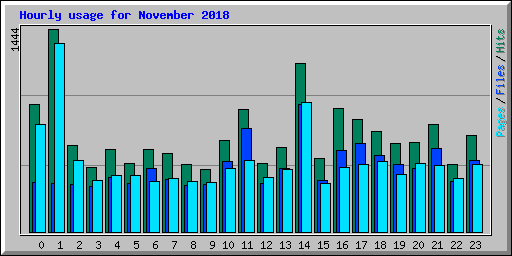 Hourly usage for November 2018
1444
Pages/Files/Hits
0 1 2 3 4 5 6 7 8 9 10 11 12 13 14 15 16 17 18 19 20 21 22 23